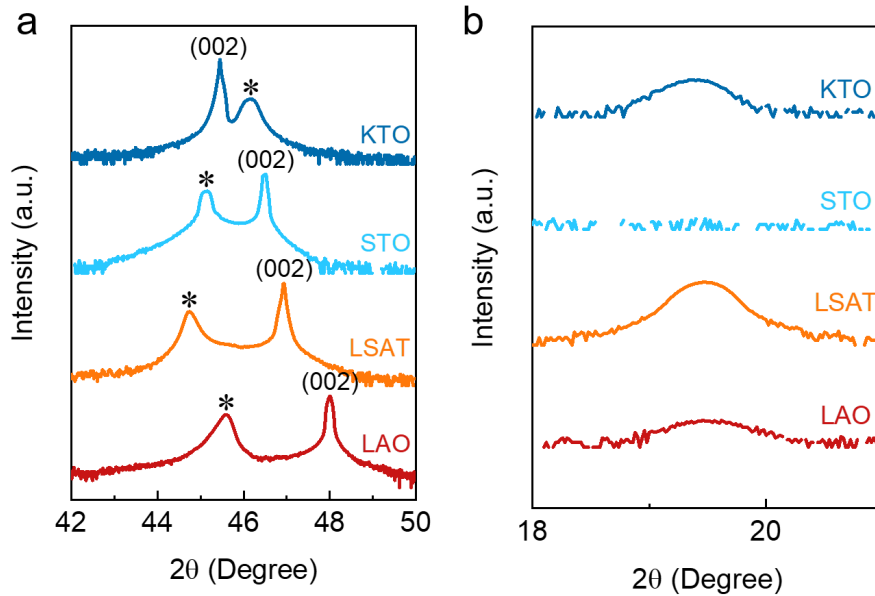 a
(002)
*
KTO
(002)
*
STO
(002)
*
LSAT
(002)
*
LAO
Intensity (a.u.)
42 44 46 48 50
2θ (Degree)
b
KTO
STO
LSAT
LAO
Intensity (a.u.)
18 20
2θ (Degree)